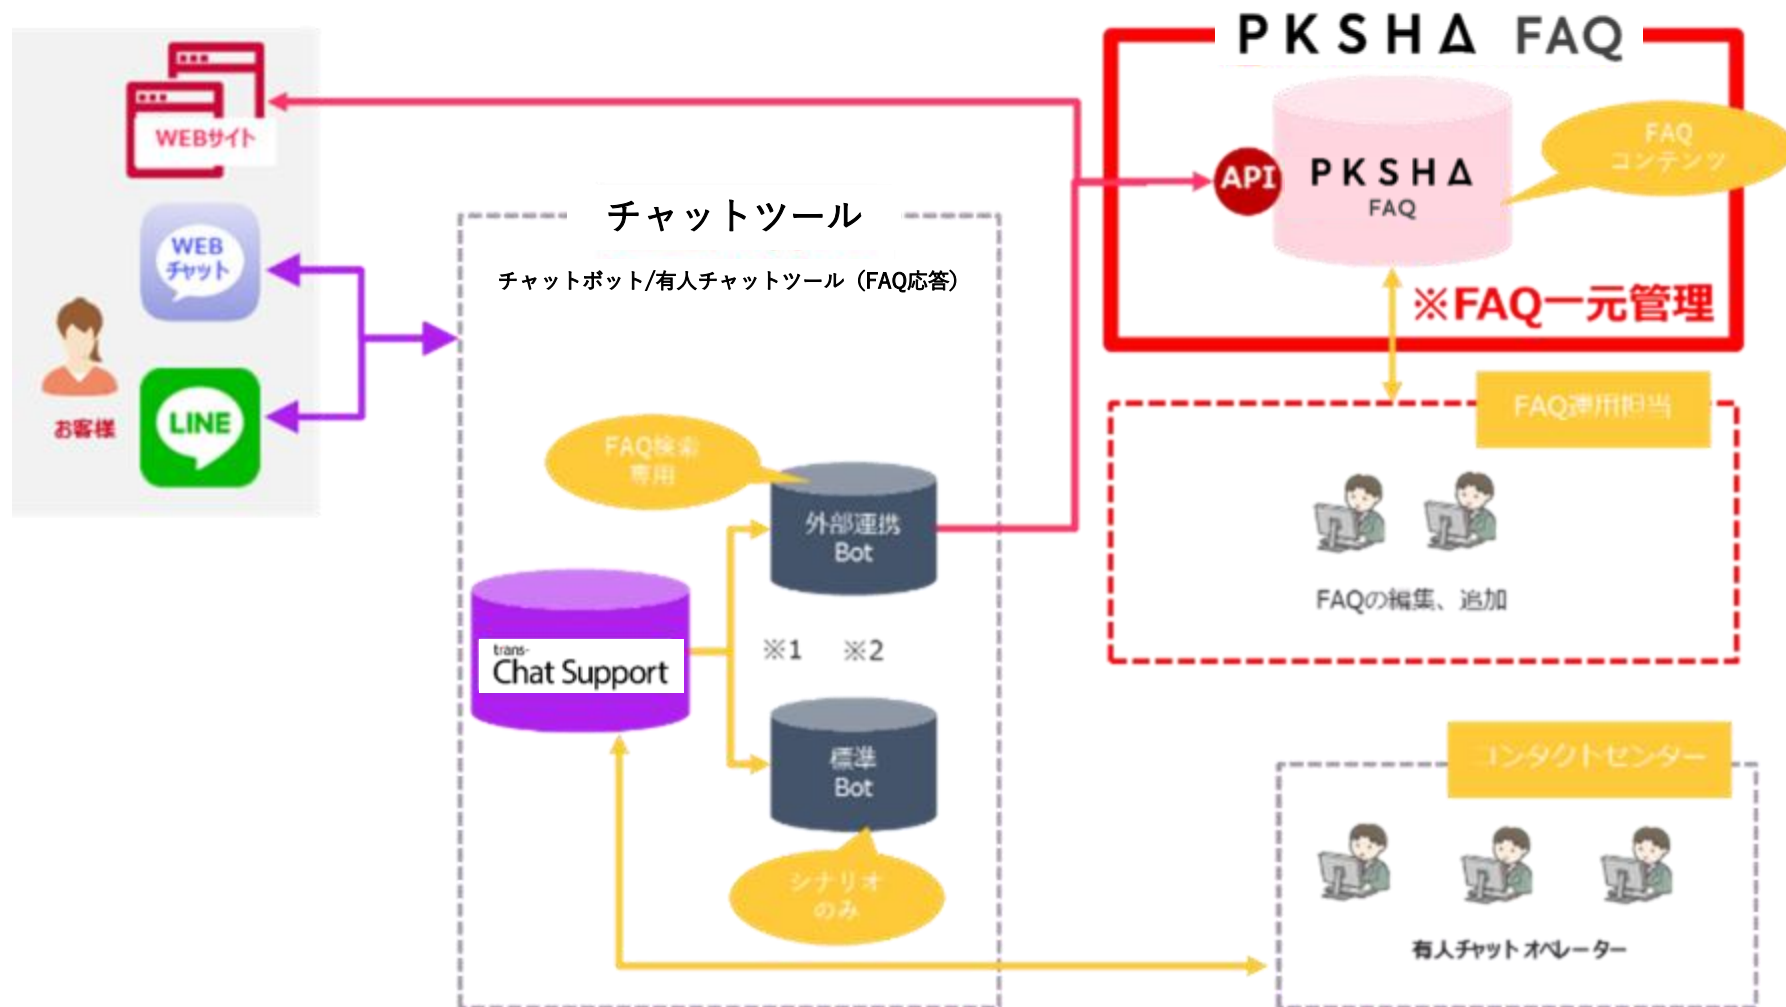 PKSHA FAQ
WEBサイト
API
PKSHA
FAQ
FAQ
コンテンツ
※FAQ一元管理
WEB
チャット
LINE
お客様
チャットツール
チャットボット/有人チャットツール（FAQ応答）
FAQ検索
専用
外部連携
Bot
trans-
Chat Support
※1 ※2
標準
Bot
シナリオ
のみ
FAQ運用担当
FAQの編集、追加
コンタクトセンター
有人チャットオペレーター